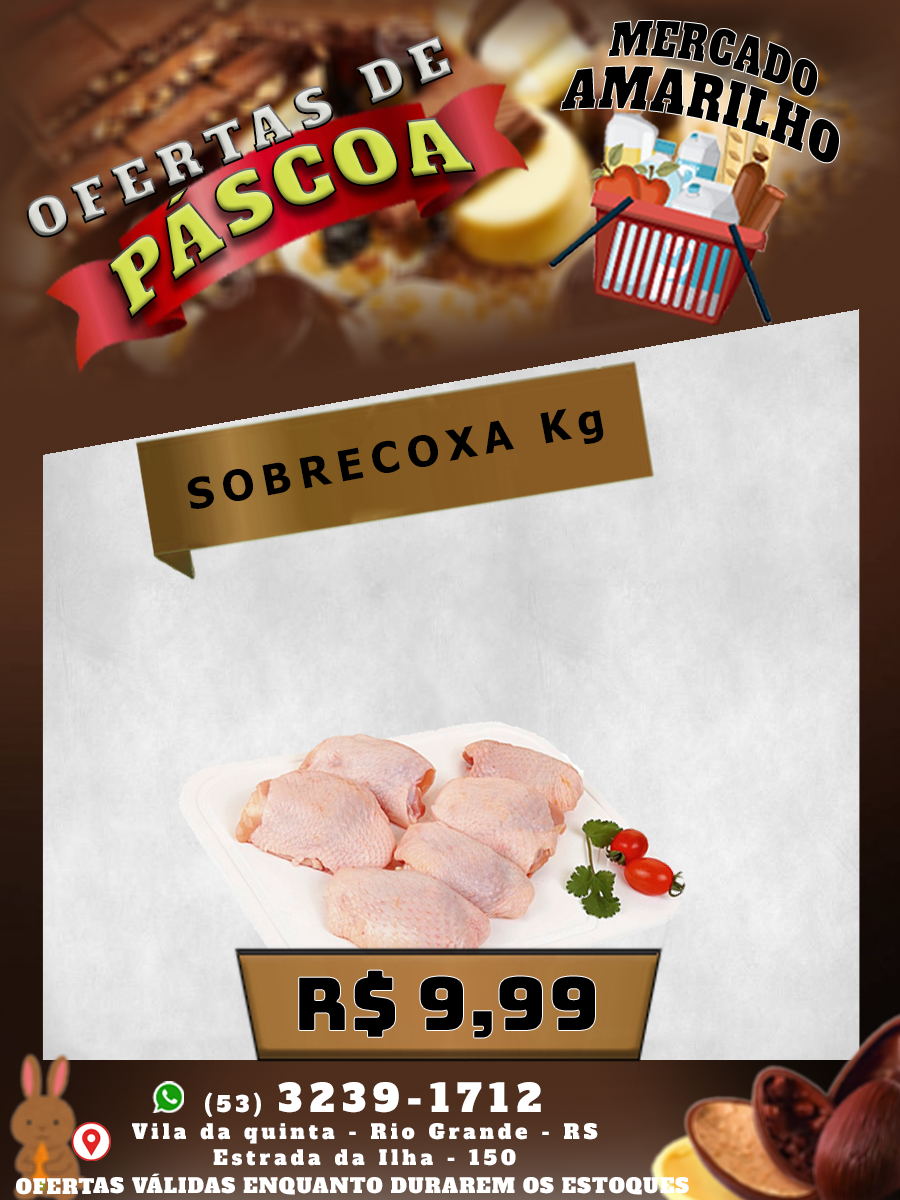 OFERTAS DE
PÁSCOA
MERCADO
AMARILHO
SOBRECOXA Kg
R$ 9,99
(53) 3239-1712
Vila da quinta - Rio Grande - RS
Estrada da Ilha - 150
OFERTAS VÁLIDAS ENQUANTO DURAREM OS ESTOQUES